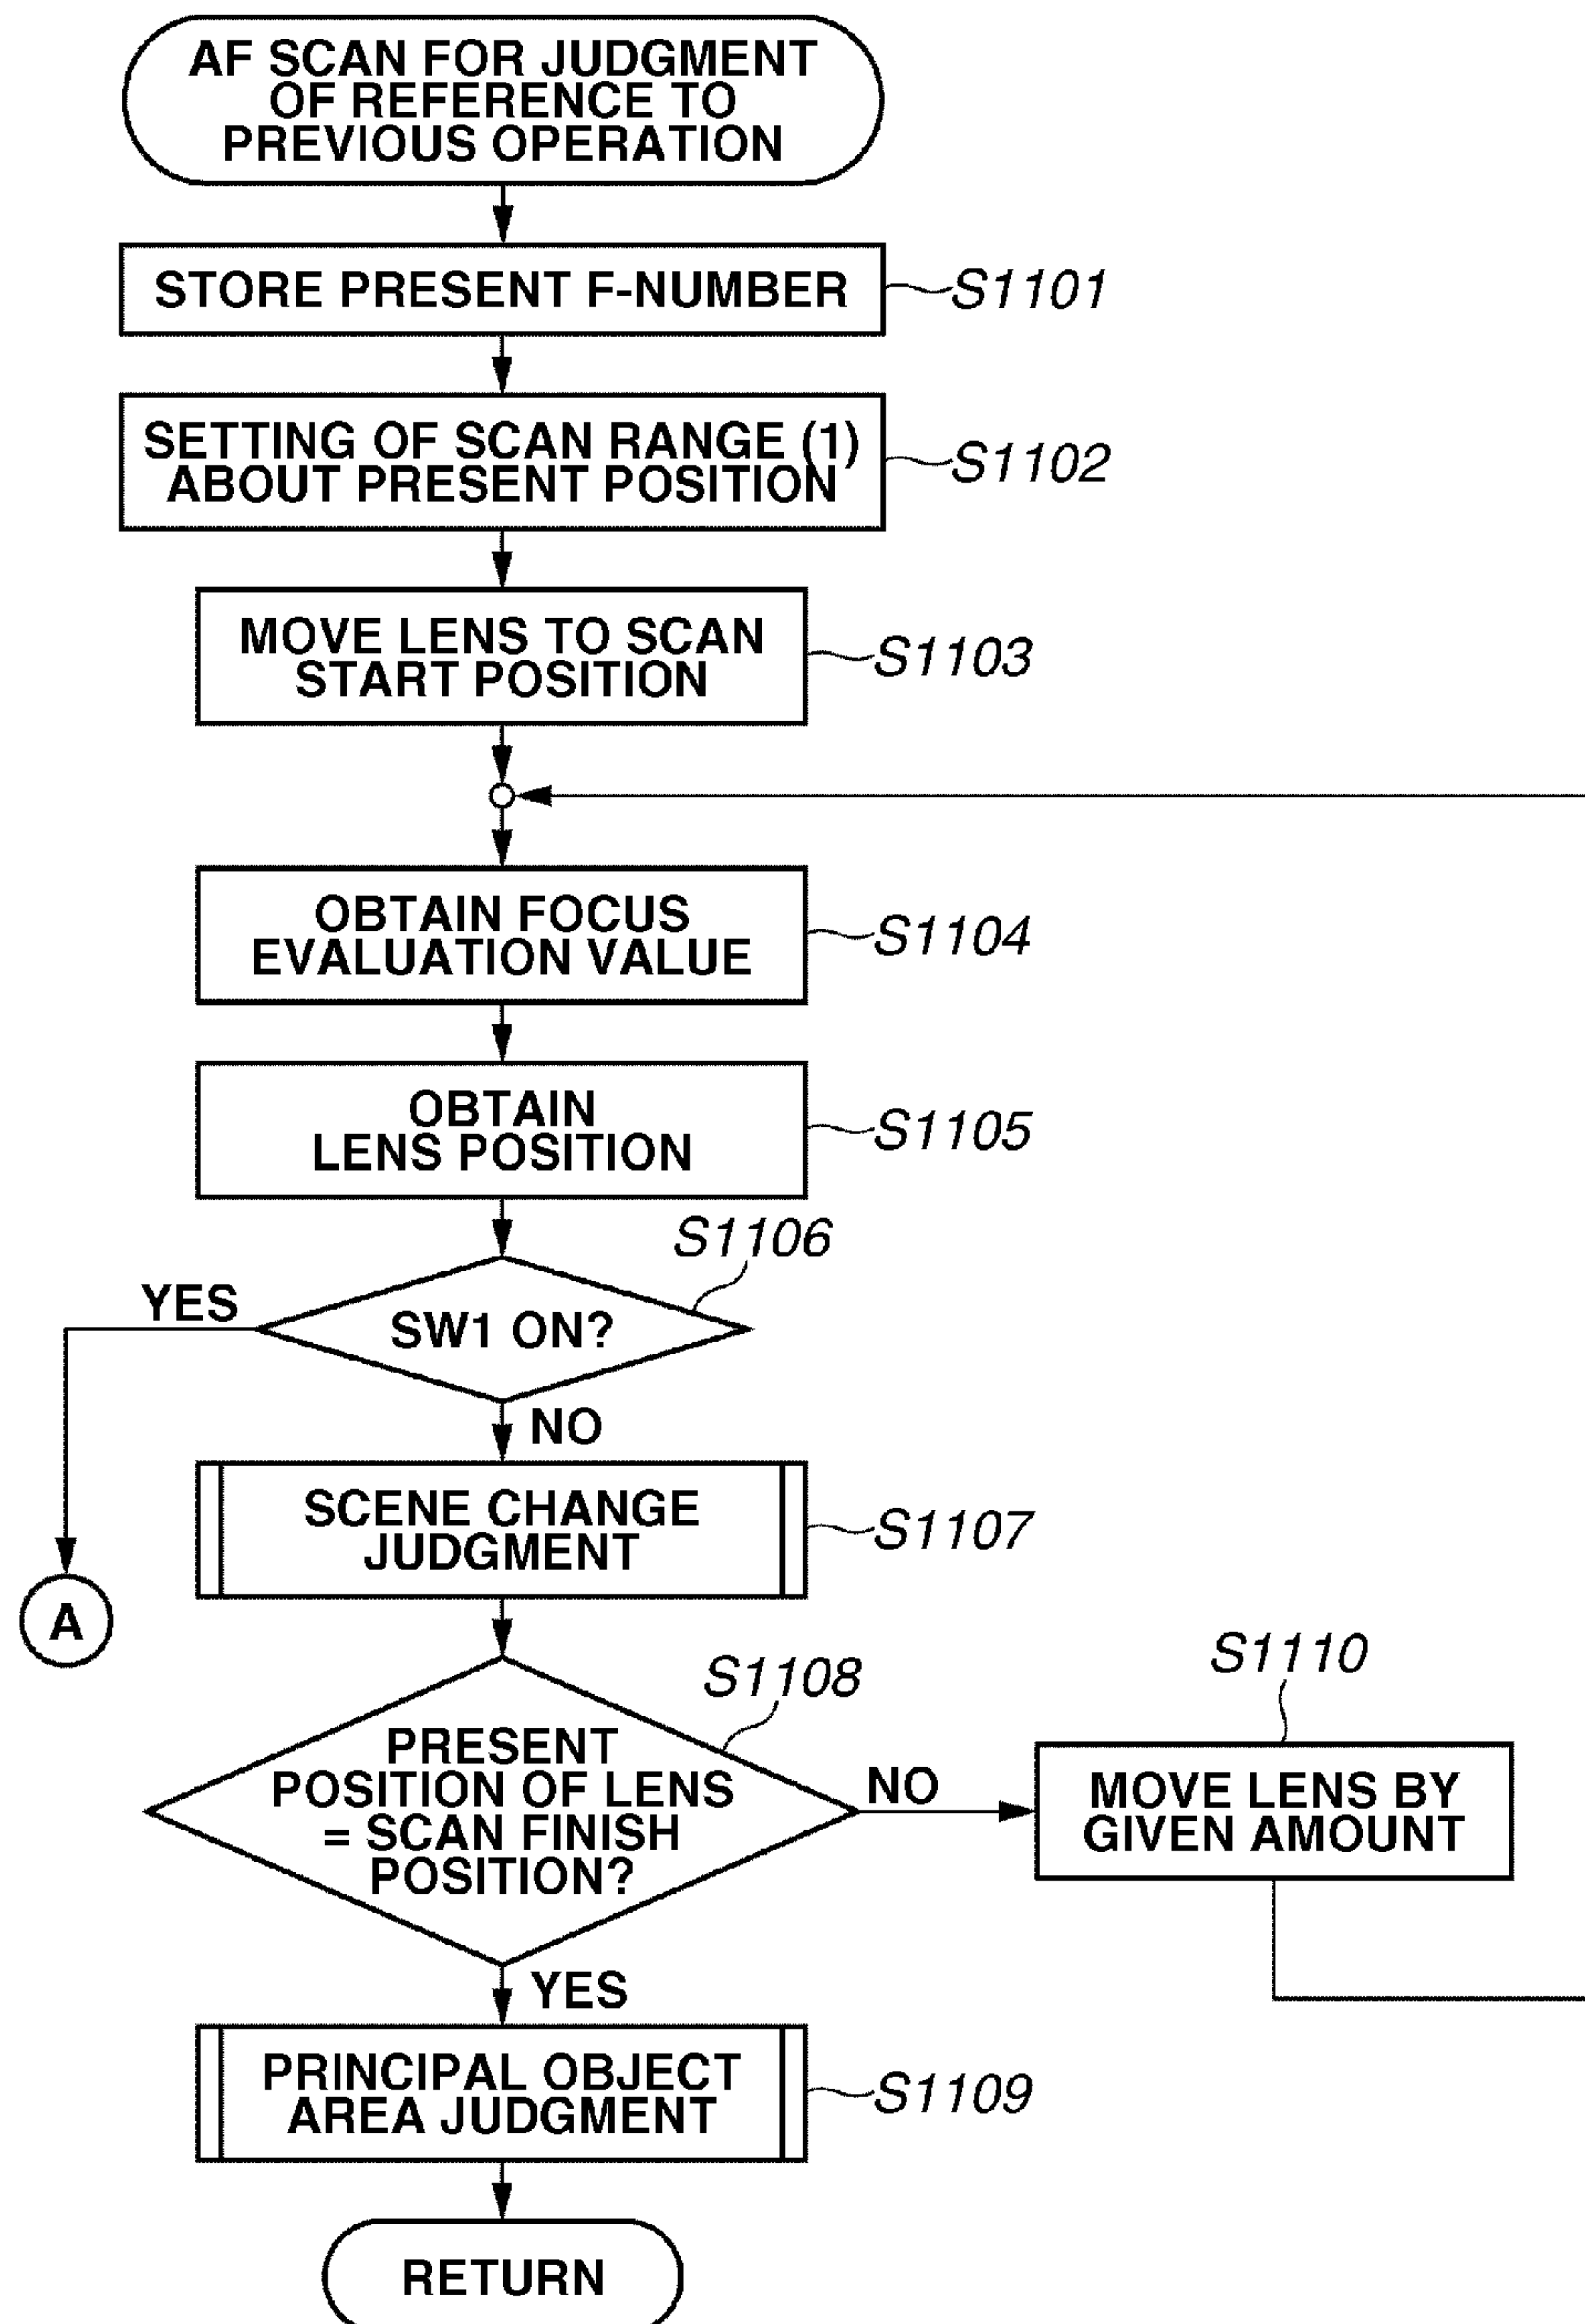 AF SCAN FOR JUDGMENT
OF REFERENCE TO
PREVIOUS OPERATION
STORE PRESENT F-NUMBER
S1101
SETTING OF SCAN RANGE (1)
ABOUT PRESENT POSITION
S1102
MOVE LENS TO SCAN
START POSITION
S1103
OBTAIN FOCUS
EVALUATION VALUE
S1104
OBTAIN
LENS POSITION
S1105
S1106
YES
SW1 ON?
NO
SCENE CHANGE
JUDGMENT
S1107
A
S1108
PRESENT
POSITION OF LENS
= SCAN FINISH
POSITION?
NO
S1110
MOVE LENS BY
GIVEN AMOUNT
YES
PRINCIPAL OBJECT
AREA JUDGMENT
S1109
RETURN